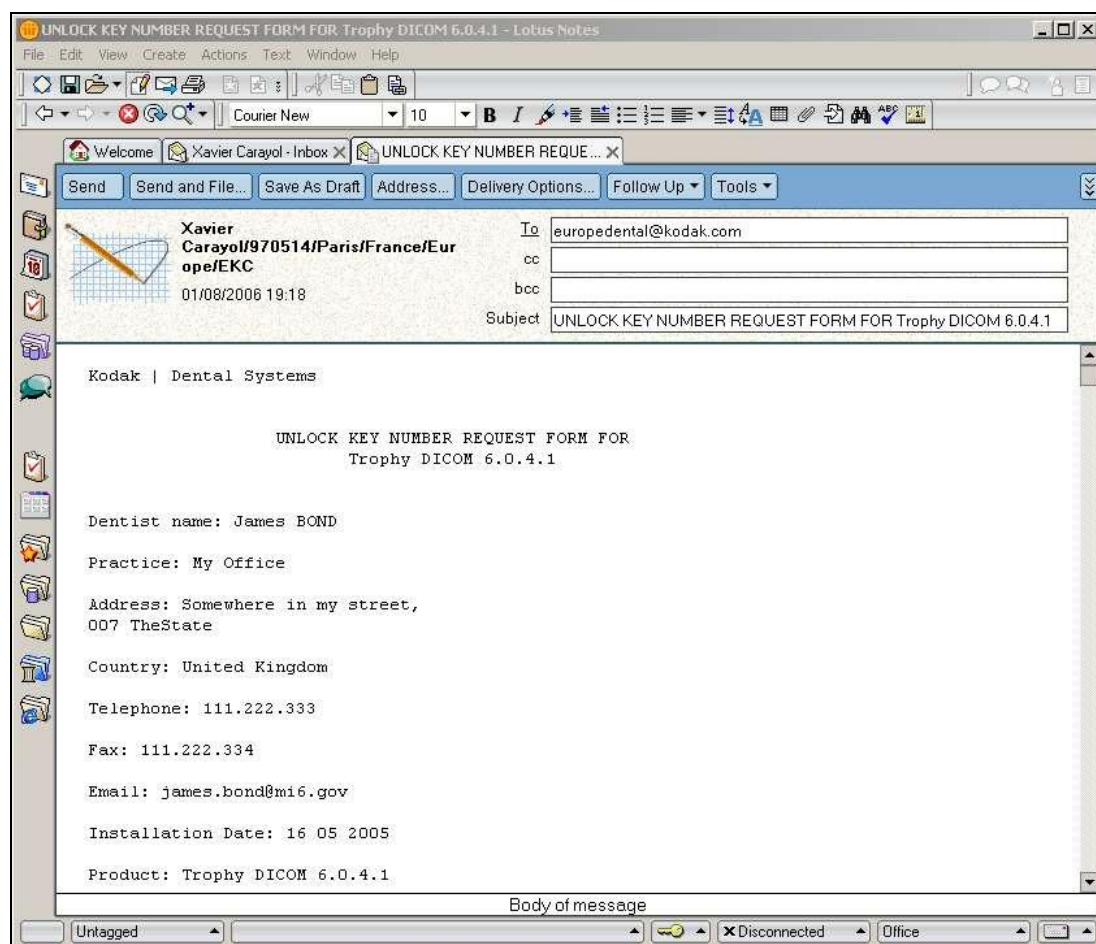 UNLOCK KEY NUMBER REQUEST FORM FOR Trophy DICOM 6.0.4.1 - Lotus Notes
File Edit View Create Actions Text Window Help
Courier New 10 B I
Welcome Xavier Carayol - Inbox UNLOCK KEY NUMBER REQUE...
Send Send and File... Save As Draft Address... Delivery Options... Follow Up Tools
Xavier
Carayol/970514/Paris/France/Eur
ope/EKC
01/08/2006 19:18
To europedental@kodak.com
cc
bcc
Subject UNLOCK KEY NUMBER REQUEST FORM FOR Trophy DICOM 6.0.4.1
Kodak | Dental Systems
UNLOCK KEY NUMBER REQUEST FORM FOR
Trophy DICOM 6.0.4.1
Dentist name: James BOND
Practice: My Office
Address: Somewhere in my street,
007 TheState
Country: United Kingdom
Telephone: 111.222.333
Fax: 111.222.334
Email: james.bond@mi6.gov
Installation Date: 16 05 2005
Product: Trophy DICOM 6.0.4.1
Body of message
Untagged Disconnected Office